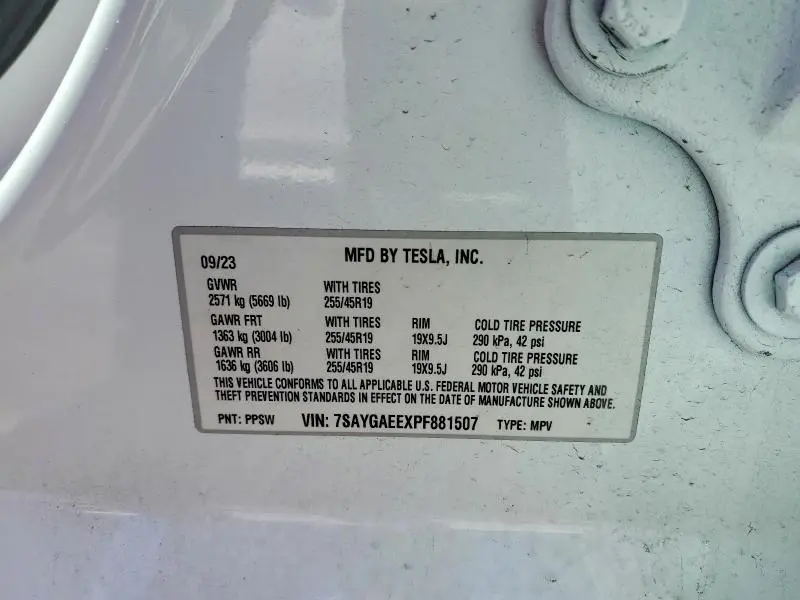 09/23 MFD BY TESLA, INC.
GVWR WITH TIRES
2571 kg (5669 lb) 255/45R19
GAWR FRT WITH TIRES RIM COLD TIRE PRESSURE
1363 kg (3004 lb) 255/45R19 19X9.5J 290 kPa, 42 psi
GAWR RR WITH TIRES RIM COLD TIRE PRESSURE
1636 kg (3606 lb) 255/45R19 19X9.5J 290 kPa, 42 psi
THIS VEHICLE CONFORMS TO ALL APPLICABLE U.S. FEDERAL MOTOR VEHICLE SAFETY AND
THEFT PREVENTION STANDARDS IN EFFECT ON THE DATE OF MANUFACTURE SHOWN ABOVE.
PNT: PPSW VIN: 7SAYGAEEXPF881507 TYPE: MPV